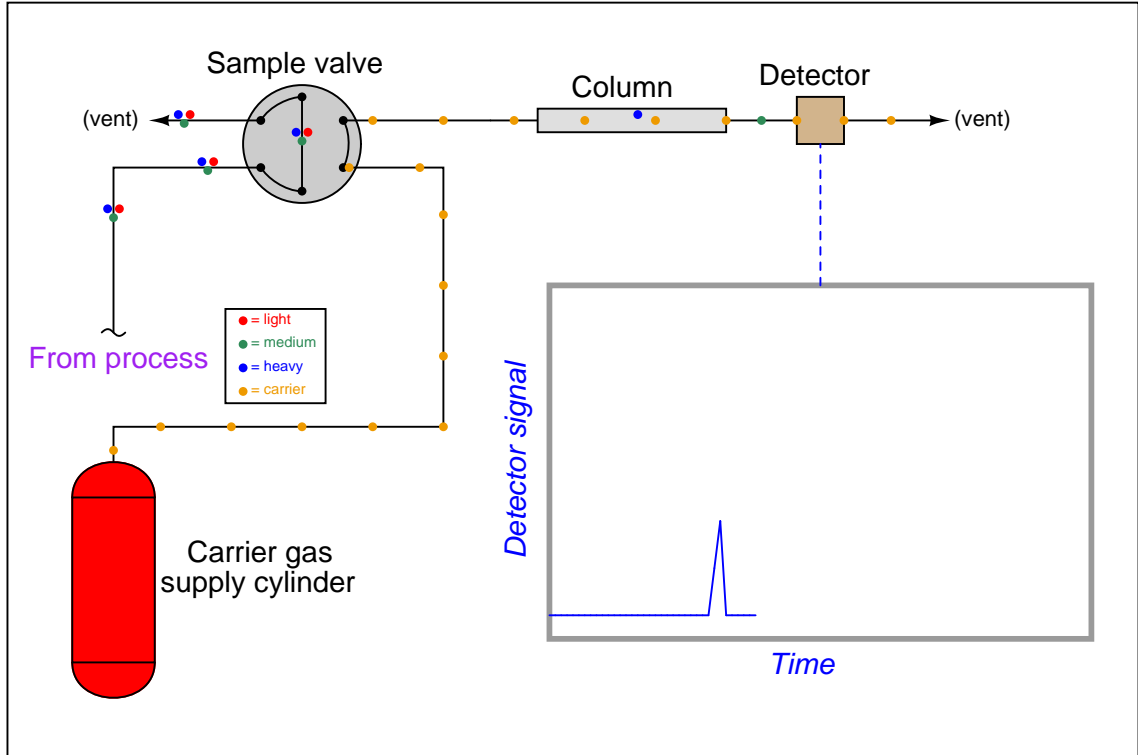 Sample valve
Column
Detector
(vent)
(vent)
= light
= medium
= heavy
= carrier
From process
Detector signal
Carrier gas
supply cylinder
Time